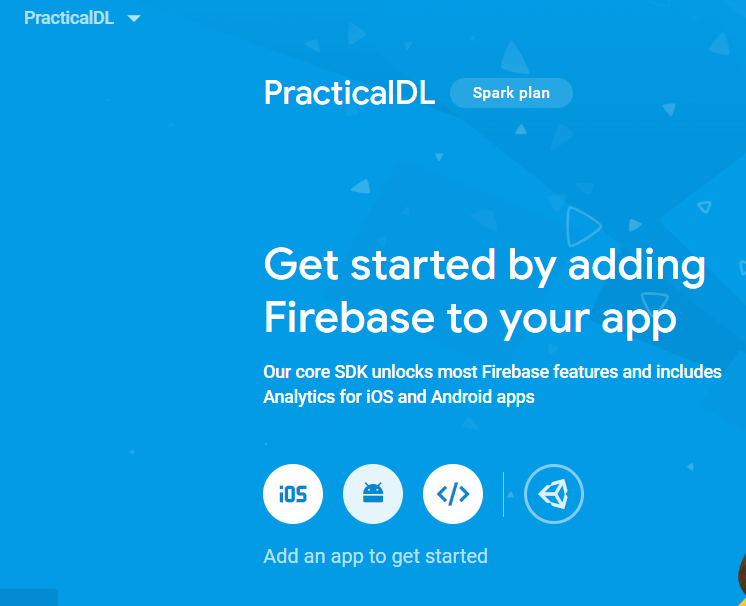 PracticalDL
PracticalDL Spark plan
Get started by adding
Firebase to your app
Our core SDK unlocks most Firebase features and includes
Analytics for iOS and Android apps
iOS </>
Add an app to get started